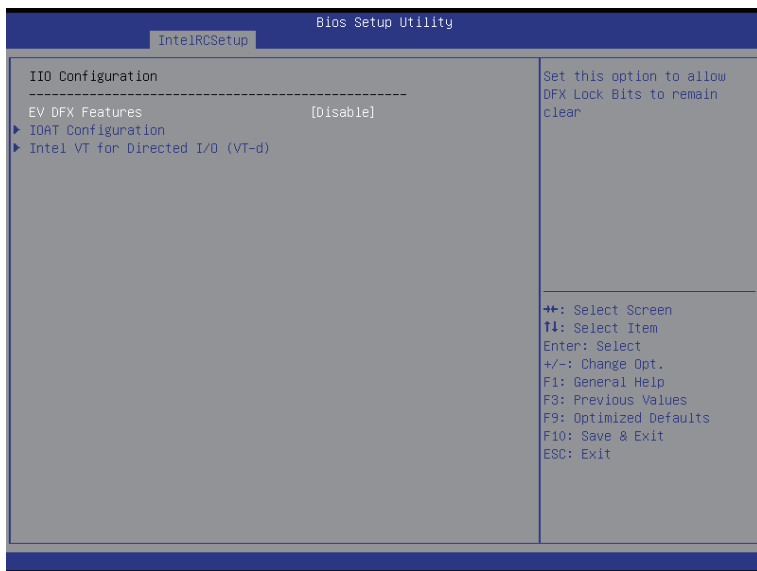 Bios Setup Utility
IntelRCSetup
IIO Configuration
--------------------------------------------------
EV DFX Features [Disable]
IOAT Configuration
Intel VT for Directed I/O (VT-d)
Set this option to allow
DFX Lock Bits to remain
clear
→←: Select Screen
↑↓: Select Item
Enter: Select
+/-: Change Opt.
F1: General Help
F3: Previous Values
F9: Optimized Defaults
F10: Save & Exit
ESC: Exit